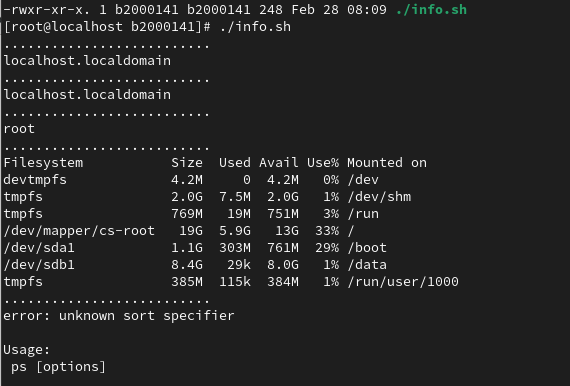 -rwxr-xr-x. 1 b2000141 b2000141 248 Feb 28 08:09 ./info.sh
[root@localhost b2000141]# ./info.sh
...........................
localhost.localdomain
...........................
localhost.localdomain
...........................
root
...........................
Filesystem           Size  Used Avail Use% Mounted on
devtmpfs             4.2M     0  4.2M   0% /dev
tmpfs                2.0G  7.5M  2.0G   1% /dev/shm
tmpfs                769M   19M  751M   3% /run
/dev/mapper/cs-root   19G  5.9G   13G  33% /
/dev/sda1            1.1G  303M  761M  29% /boot
/dev/sdb1            8.4G   29k  8.0G   1% /data
tmpfs                385M  115k  384M   1% /run/user/1000
...........................
error: unknown sort specifier

Usage:
 ps [options]